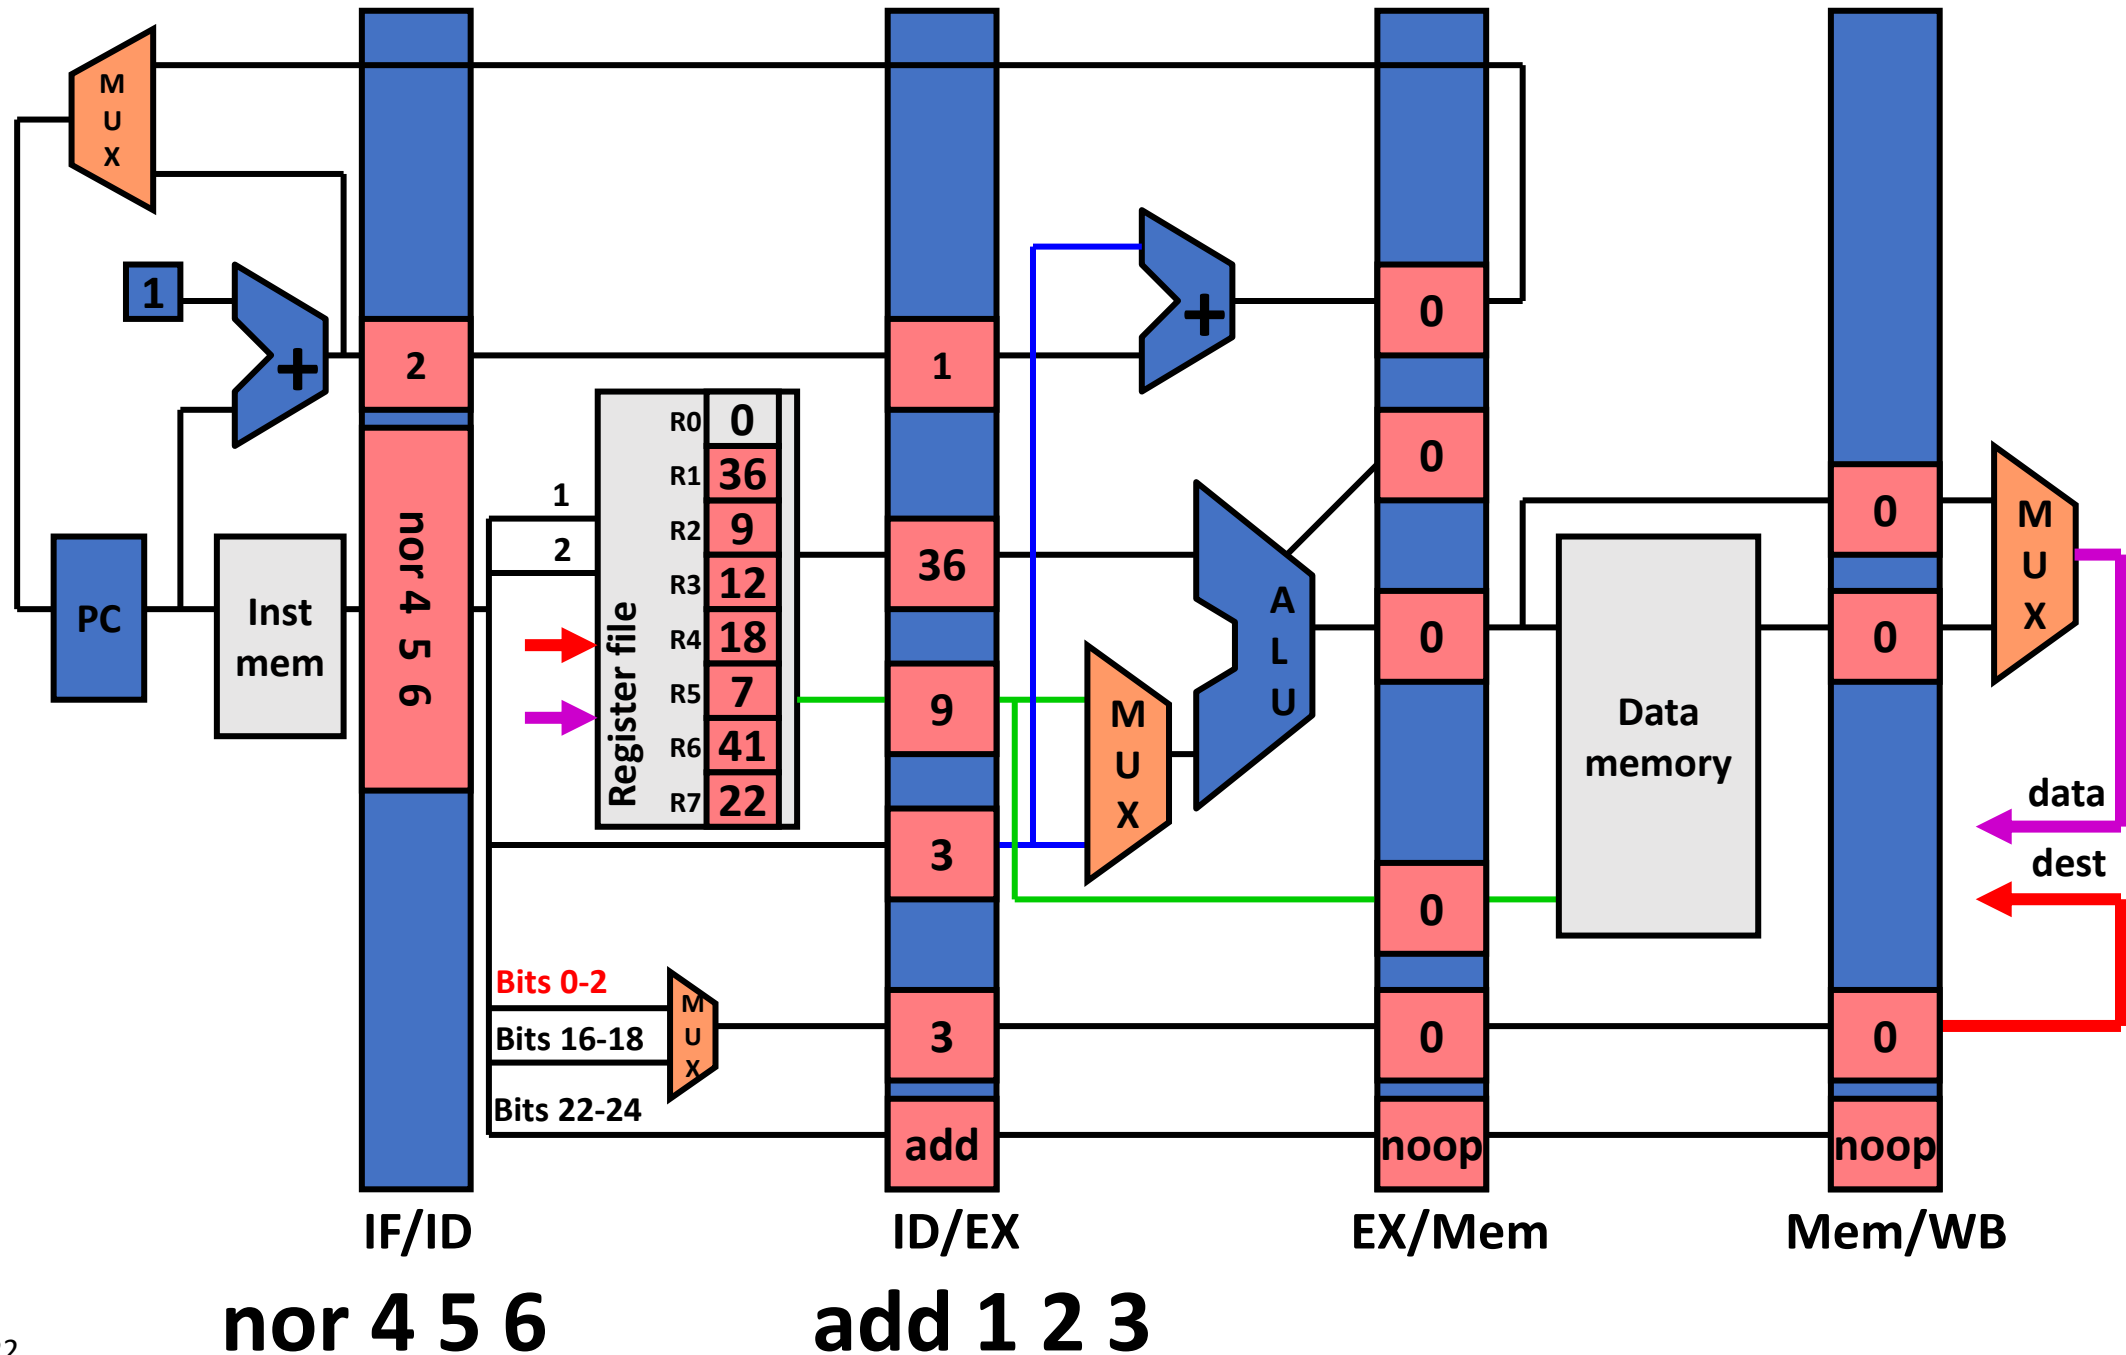 M
U
X
1
+
2
PC
Inst
mem
nor 4 5 6
1
2
Register file
R0 0
R1 36
R2 9
R3 12
R4 18
R5 7
R6 41
R7 22
Bits 0-2
Bits 16-18
Bits 22-24
M
U
X
1
36
9
3
3
add
+
M
U
X
A
L
U
0
0
0
0
0
noop
Data
memory
0
0
0
noop
M
U
X
data
dest
IF/ID
ID/EX
EX/Mem
Mem/WB
nor 4 5 6
add 1 2 3